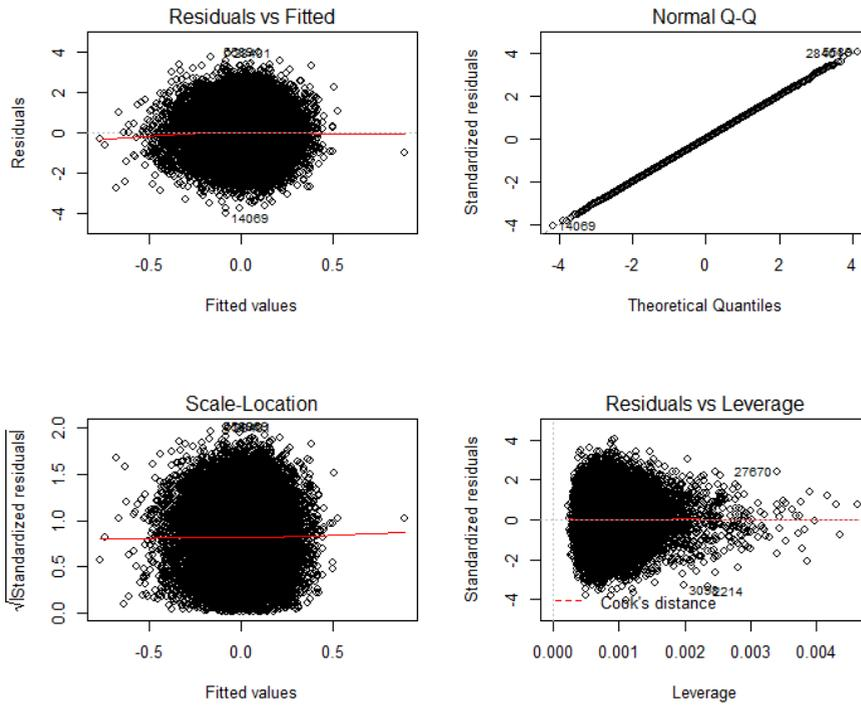 Residuals vs Fitted
Residuals
4
2
0
-2
-4
14069
-0.5 0.0 0.5
Fitted values
Normal Q-Q
Standardized residuals
4
2
0
-2
-4
14069
-4 -2 0 2 4
Theoretical Quantiles
Scale-Location
√|Standardized residuals|
2.0
1.5
1.0
0.5
0.0
-0.5 0.0 0.5
Fitted values
Residuals vs Leverage
Standardized residuals
4
2
0
-2
-4
27670
Cook's distance
0.000 0.001 0.002 0.003 0.004
Leverage